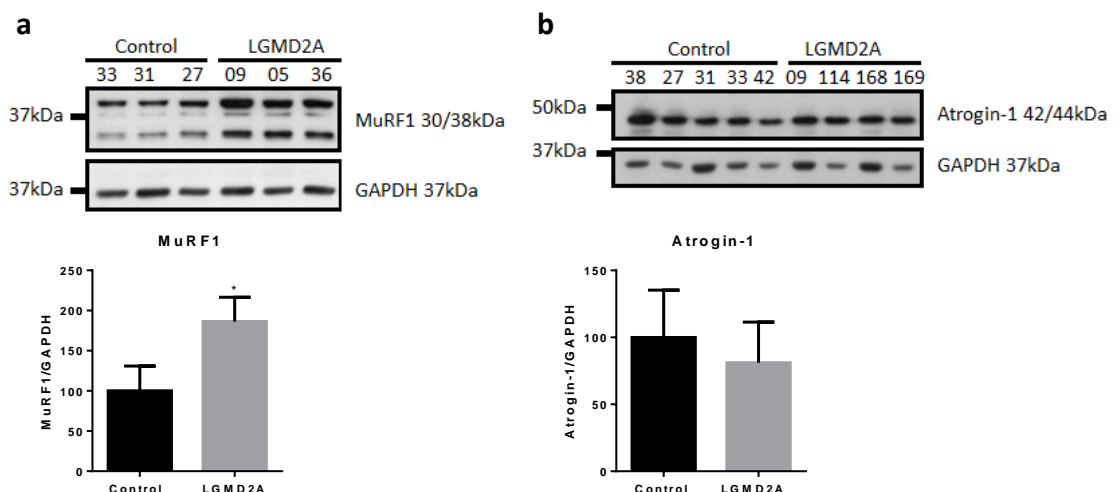 a
Control LGMD2A
33 31 27 09 05 36
37kDa
MuRF1 30/38kDa
37kDa
GAPDH 37kDa
MuRF1
250
200
150
100
50
0
MuRF1/GAPDH
*
Control LGMD2A
b
Control LGMD2A
38 27 31 33 42 09 114 168 169
50kDa
Atrogin-1 42/44kDa
37kDa
GAPDH 37kDa
Atrogin-1
150
100
50
0
Atrogin-1/GAPDH
Control LGMD2A